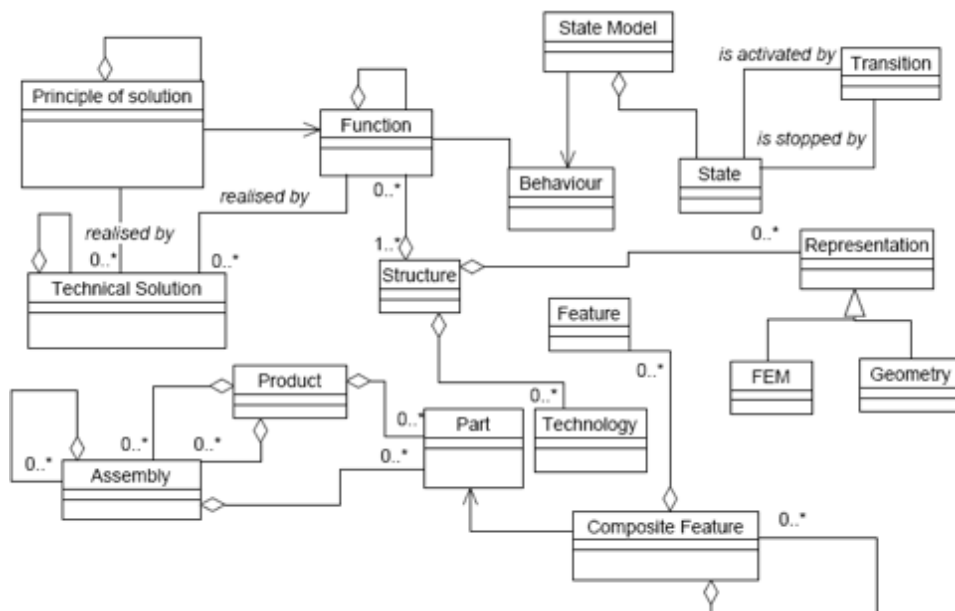 State Model
is activated by
Transition
Principle of solution
Function
is stopped by
Behaviour
State
realised by
0..*
realised by
0..*
0..*
1..*
0..*
Representation
Technical Solution
Structure
Feature
FEM
Geometry
Product
0..*
0..*
0..*
Part
Technology
0..*
0..*
0..*
0..*
Assembly
Composite Feature
0..*